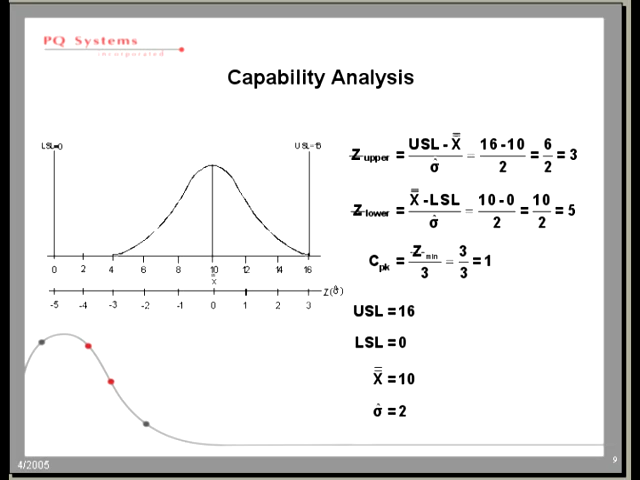 PQ Systems
incorporated
Capability Analysis
LSL=0
USL=16
0 2 4 6 8 10 12 14 16
X̿
-5 -4 -3 -2 -1 0 1 2 3 Z(σ̂)
Z upper = USL - X̿ / σ̂ = 16 - 10 / 2 = 6 / 2 = 3
Z lower = X̿ - LSL / σ̂ = 10 - 0 / 2 = 10 / 2 = 5
Cpk = Z min / 3 = 3 / 3 = 1
USL = 16
LSL = 0
X̿ = 10
σ̂ = 2
4/2005
9